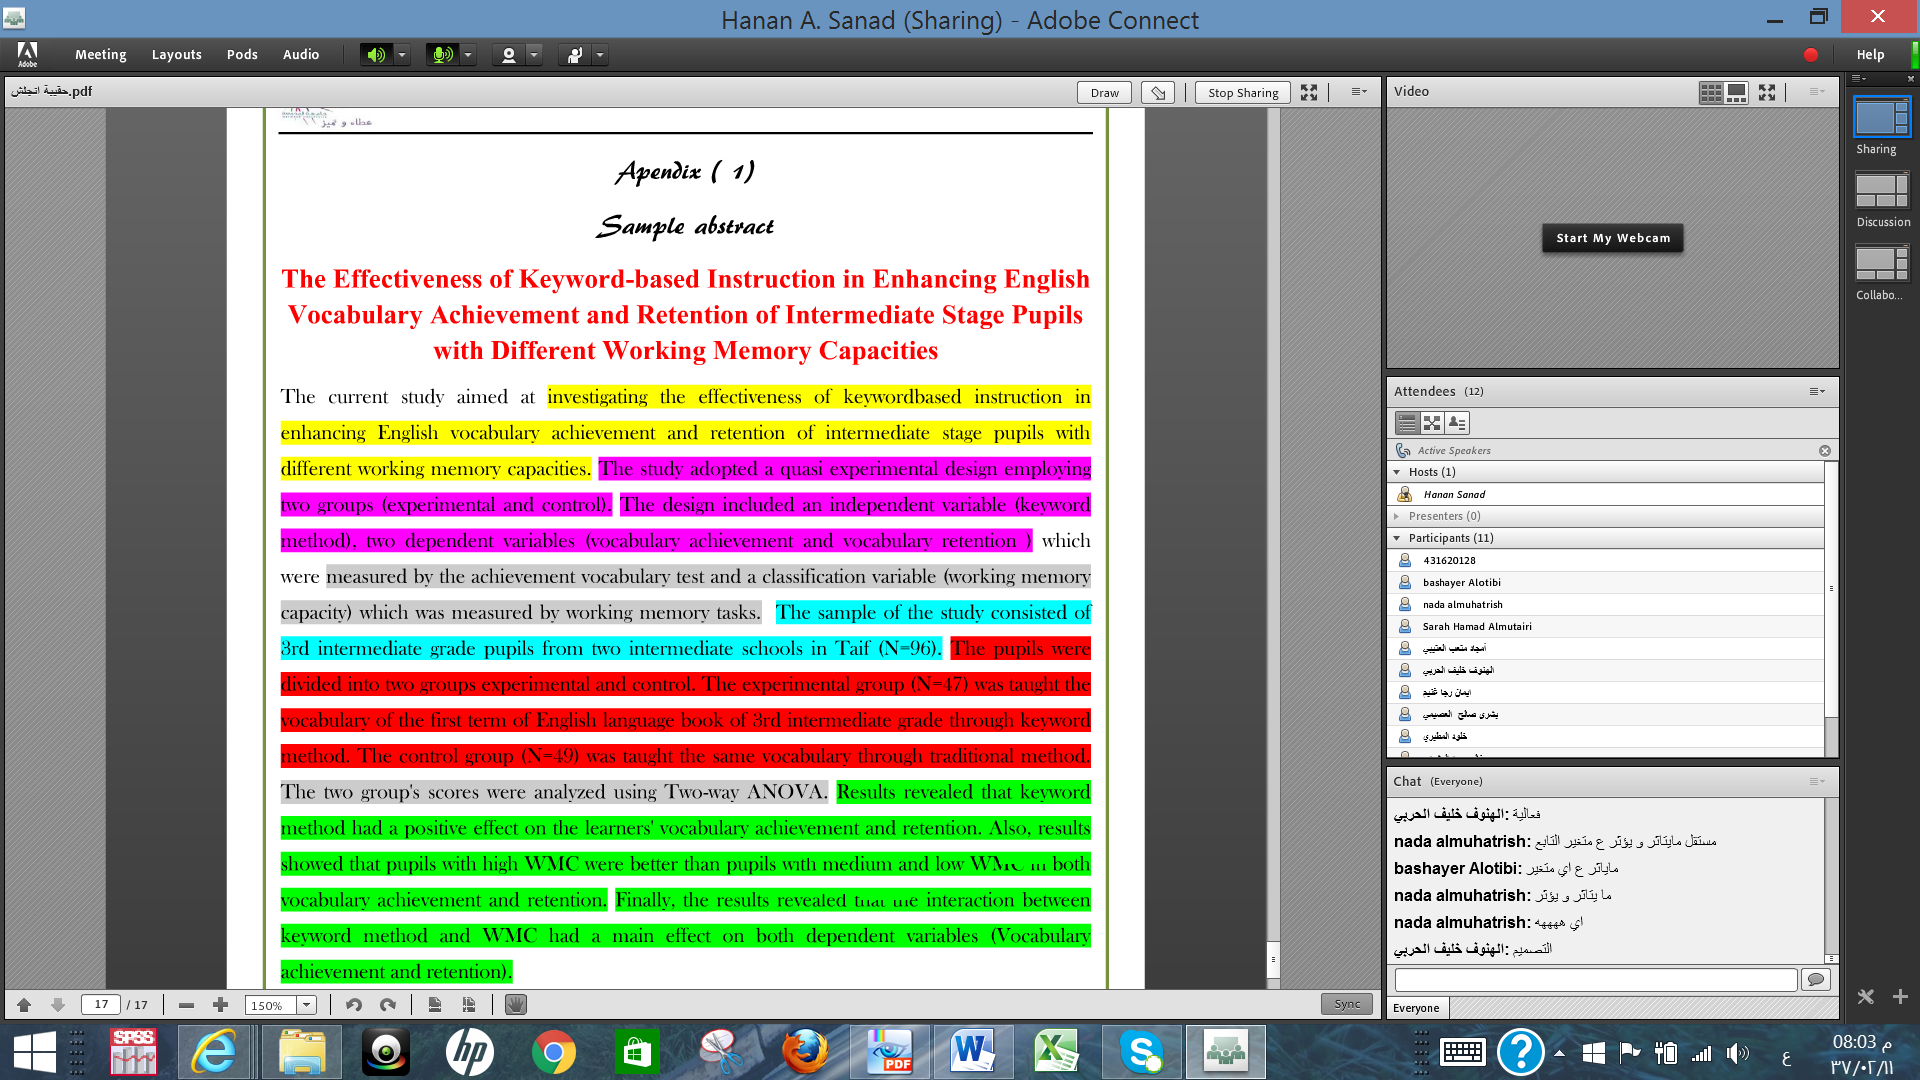 Hanan A. Sanad (Sharing) - Adobe Connect
Adobe
Meeting
Layouts
Pods
Audio
Help
حقيبة انجلش.pdf
Draw
Stop Sharing
عطاء و تميز
Apendix ( 1)
Sample abstract
The Effectiveness of Keyword-based Instruction in Enhancing English
Vocabulary Achievement and Retention of Intermediate Stage Pupils
with Different Working Memory Capacities
The current study aimed at investigating the effectiveness of keywordbased instruction in
enhancing English vocabulary achievement and retention of intermediate stage pupils with
different working memory capacities. The study adopted a quasi experimental design employing
two groups (experimental and control). The design included an independent variable (keyword
method), two dependent variables (vocabulary achievement and vocabulary retention ) which
were measured by the achievement vocabulary test and a classification variable (working memory
capacity) which was measured by working memory tasks. The sample of the study consisted of
3rd intermediate grade pupils from two intermediate schools in Taif (N=96). The pupils were
divided into two groups experimental and control. The experimental group (N=47) was taught the
vocabulary of the first term of English language book of 3rd intermediate grade through keyword
method. The control group (N=49) was taught the same vocabulary through traditional method.
The two group's scores were analyzed using Two-way ANOVA. Results revealed that keyword
method had a positive effect on the learners' vocabulary achievement and retention. Also, results
showed that pupils with high WMC were better than pupils with medium and low WMC in both
vocabulary achievement and retention. Finally, the results revealed that the interaction between
keyword method and WMC had a main effect on both dependent variables (Vocabulary
achievement and retention).
17 / 17
150%
Sync
Video
Start My Webcam
Attendees (12)
Active Speakers
Hosts (1)
Hanan Sanad
Presenters (0)
Participants (11)
431620128
bashayer Alotibi
nada almuhatrish
Sarah Hamad Almutairi
أمجاد متعب العتيبي
الهنوف خليف الحربي
ايمان رجا غنيم
بشرى صالح العصيمي
خلود المطيري
Chat (Everyone)
الهنوف خليف الحربي: فعالية
nada almuhatrish: مستقل مايتاثر و يؤثر ع متغير التابع
bashayer Alotibi: ماياثر ع اي متغير
nada almuhatrish: ما يتاثر و يؤثر
nada almuhatrish: اي هههههه
الهنوف خليف الحربي: التصميم
Everyone
Sharing
Discussion
Collabo...
SPSS
hp
PDF
ع
08:03 م
٣٧/٠٢/١١